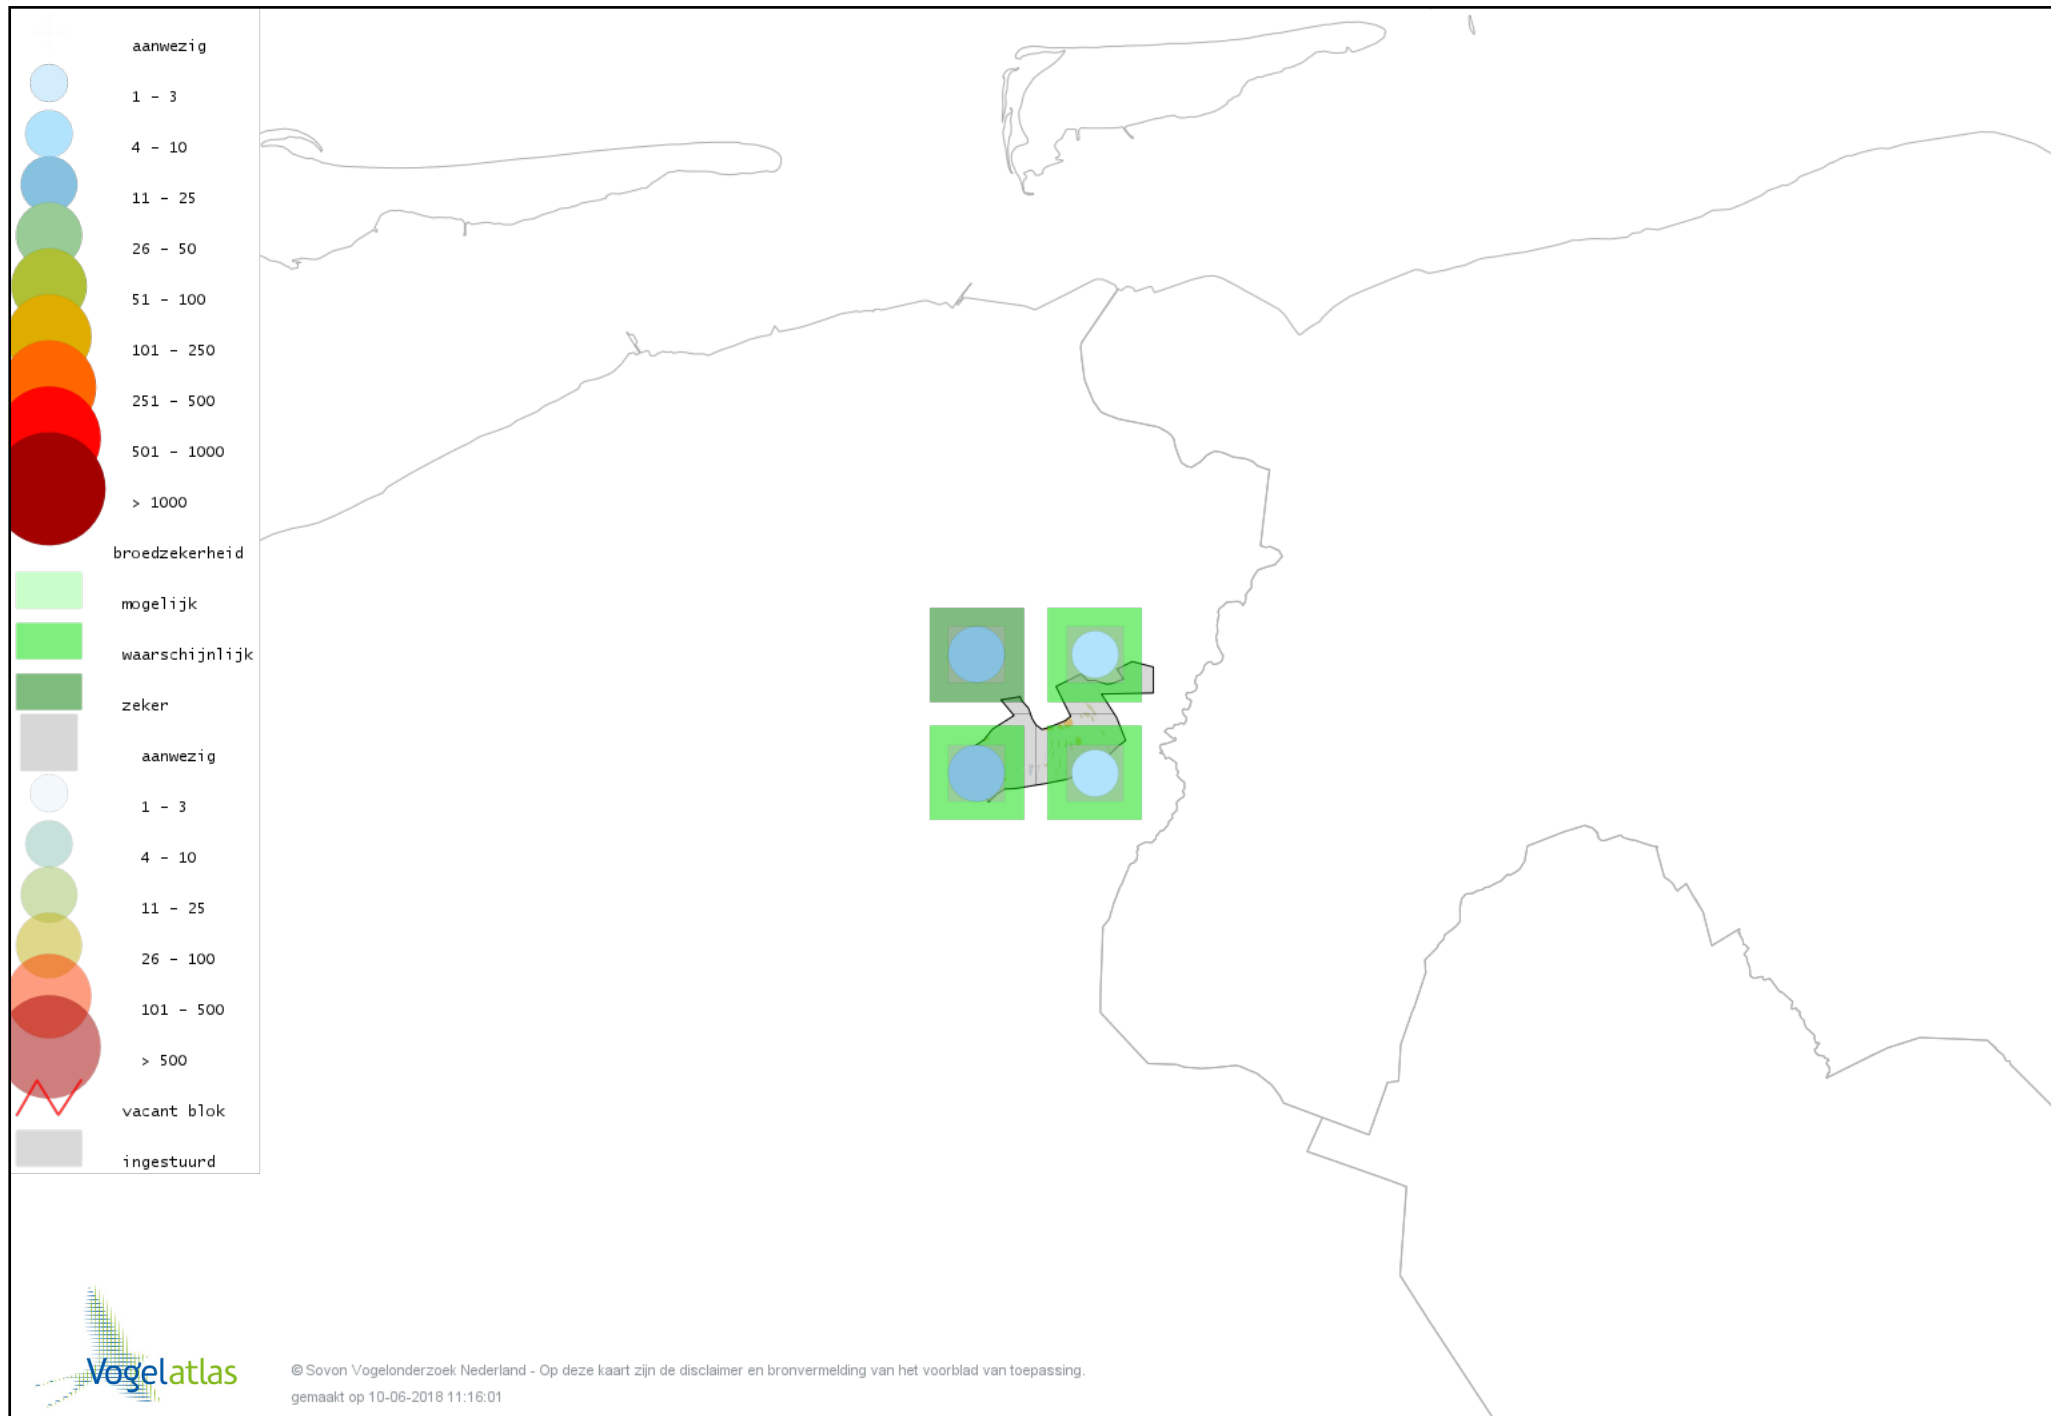 aanwezig
1 - 3
4 - 10
11 - 25
26 - 50
51 - 100
101 - 250
251 - 500
501 - 1000
> 1000
broedzekerheid
mogelijk
waarschijnlijk
zeker
aanwezig
1 - 3
4 - 10
11 - 25
26 - 100
101 - 500
> 500
vacant blok
ingestuurd
Vogelatlas
© Sovon Vogelonderzoek Nederland - Op deze kaart zijn de disclaimer en bronvermelding van het voorblad van toepassing.
gemaakt op 10-06-2018 11:16:01